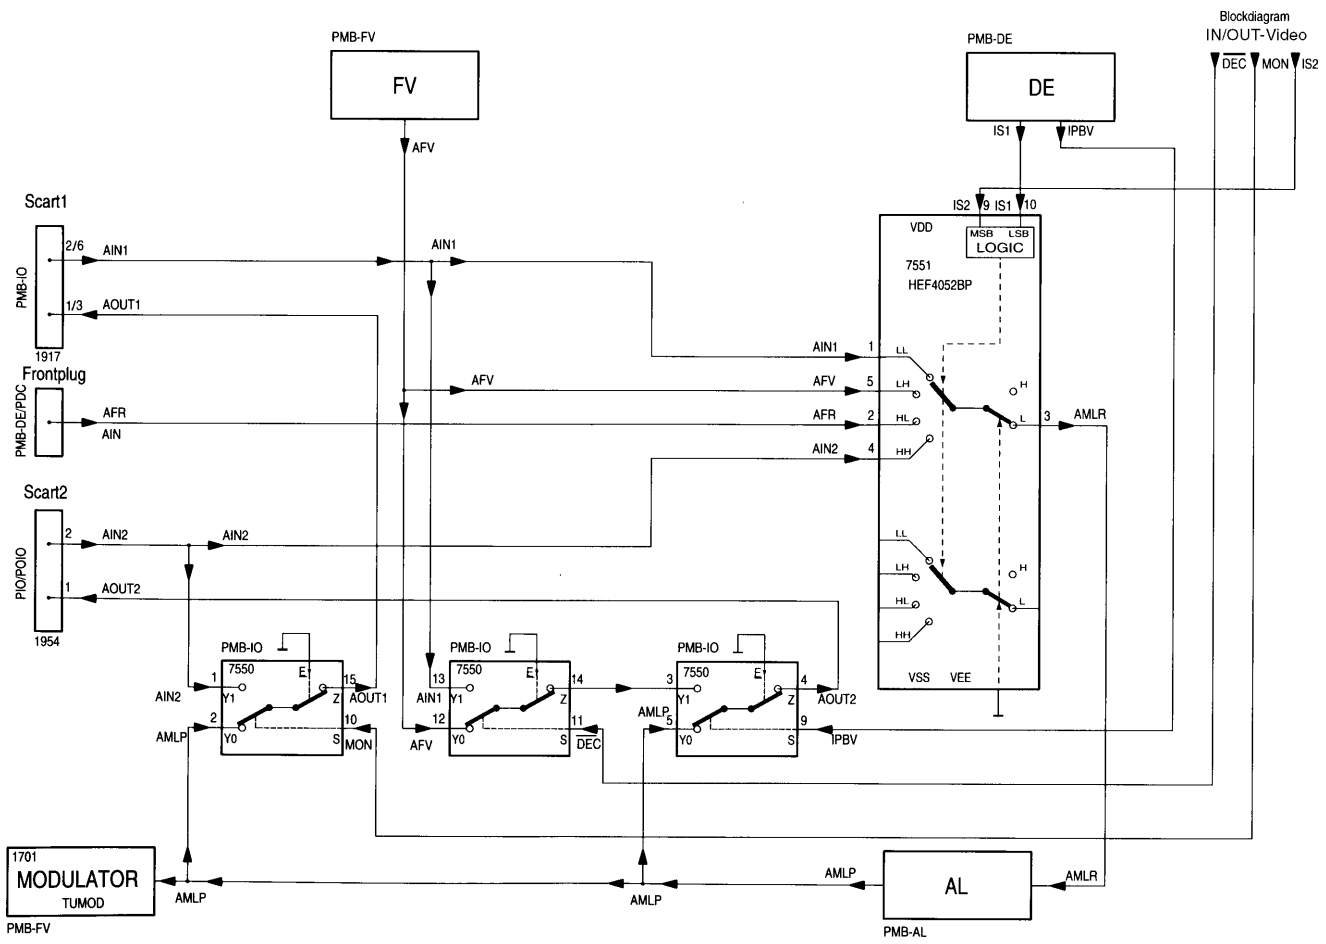 Blockdiagram
IN/OUT-Video
DEC
MON
IS2
PMB-FV
FV
AFV
PMB-DE
DE
IS1
IPBV
Scart1
2/6
AIN1
AIN1
1/3
AOUT1
PMB-IO
1917
IS2
9
IS1
10
VDD
MSB
LSB
LOGIC
7551
HEF4052BP
AIN1
1
LL
AFV
AFV
5
LH
H
Frontplug
PMB-DE/PDC
AFR
AIN
AFR
2
HL
L
3
AMLR
AIN2
4
HH
Scart2
PIO/POIO
2
AIN2
AIN2
1
AOUT2
1954
LL
LH
H
HL
L
HH
VSS
VEE
PMB-IO
7550
E
1
Y1
AIN2
2
Y0
AMLP
15
Z
AOUT1
10
S
MON
PMB-IO
7550
E
13
Y1
AIN1
12
Y0
AFV
14
Z
11
S
DEC
PMB-IO
7550
E
3
Y1
AMLP
5
Y0
4
Z
AOUT2
9
S
IPBV
1701
MODULATOR
TUMOD
PMB-FV
AMLP
AMLP
AMLP
AL
PMB-AL
AMLR